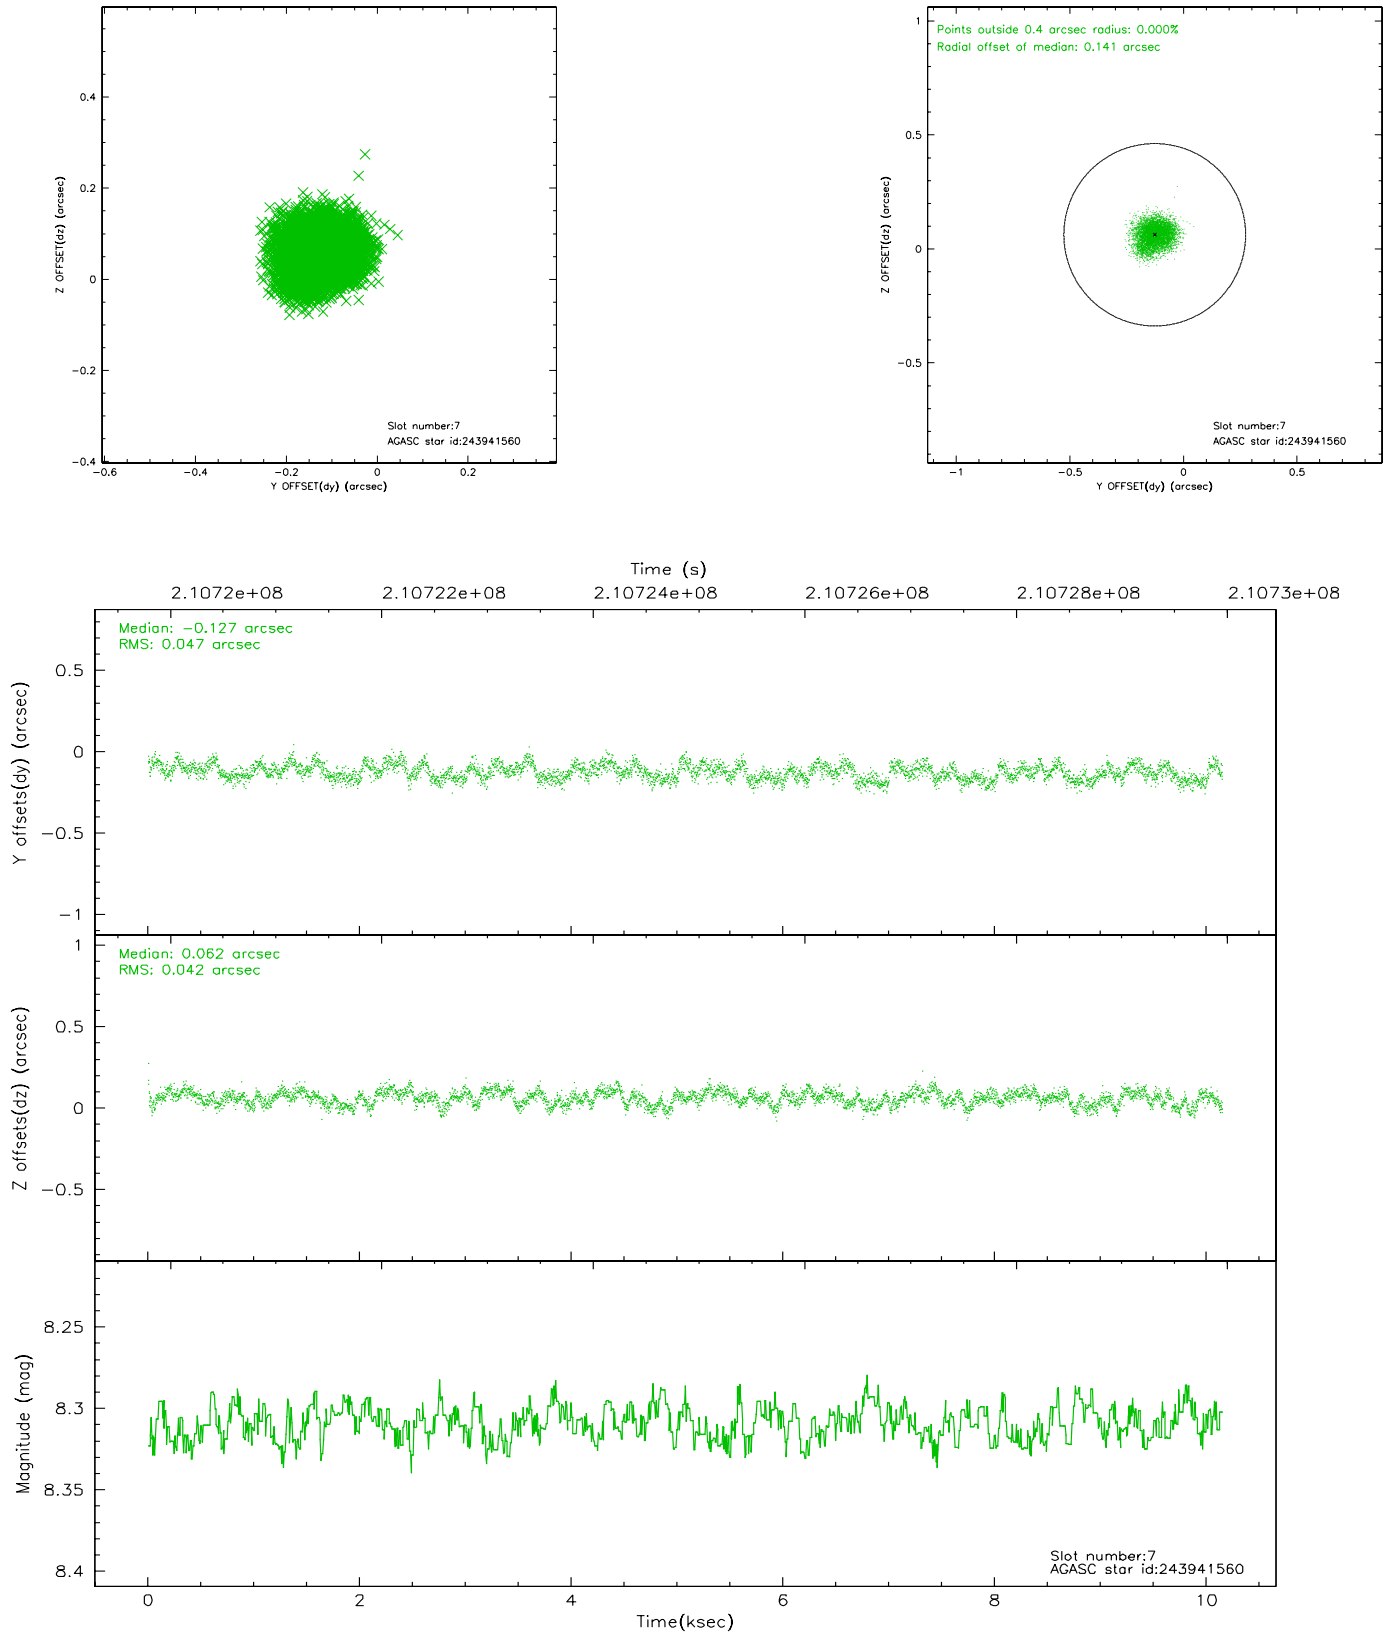 0.4
0.2
0
−0.2
−0.4
−0.6
−0.4
−0.2
0
0.2
Z OFFSET(dz) (arcsec)
Y OFFSET(dy) (arcsec)
Slot number:7
AGASC star id:243941560
Points outside 0.4 arcsec radius: 0.000%
Radial offset of median: 0.141 arcsec
1
0.5
0
−0.5
−1
−0.5
0
0.5
Z OFFSET(dz) (arcsec)
Y OFFSET(dy) (arcsec)
Slot number:7
AGASC star id:243941560
Time (s)
2.1072e+08 2.10722e+08 2.10724e+08 2.10726e+08 2.10728e+08 2.1073e+08
Median: −0.127 arcsec
RMS: 0.047 arcsec
0.5
0
−0.5
−1
Y offsets(dy) (arcsec)
Median: 0.062 arcsec
RMS: 0.042 arcsec
1
0.5
0
−0.5
Z offsets(dz) (arcsec)
8.25
8.3
8.35
8.4
Magnitude (mag)
Slot number:7
AGASC star id:243941560
0 2 4 6 8 10
Time(ksec)